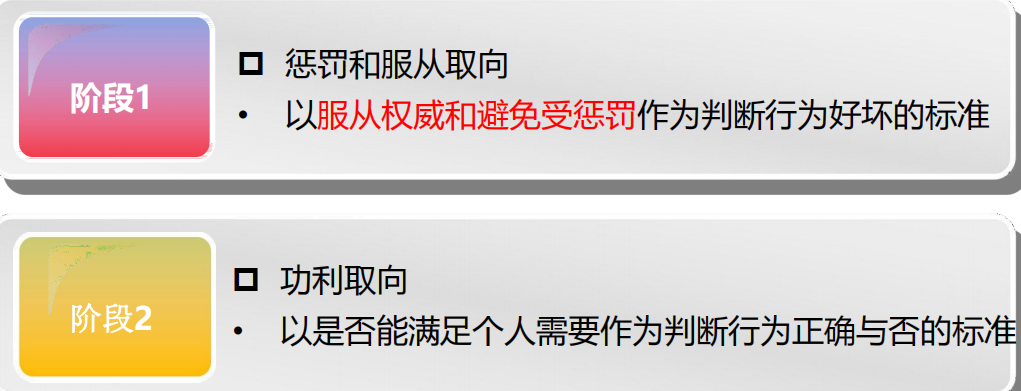 阶段1
惩罚和服从取向
• 以服从权威和避免受惩罚作为判断行为好坏的标准
阶段2
功利取向
• 以是否能满足个人需要作为判断行为正确与否的标准